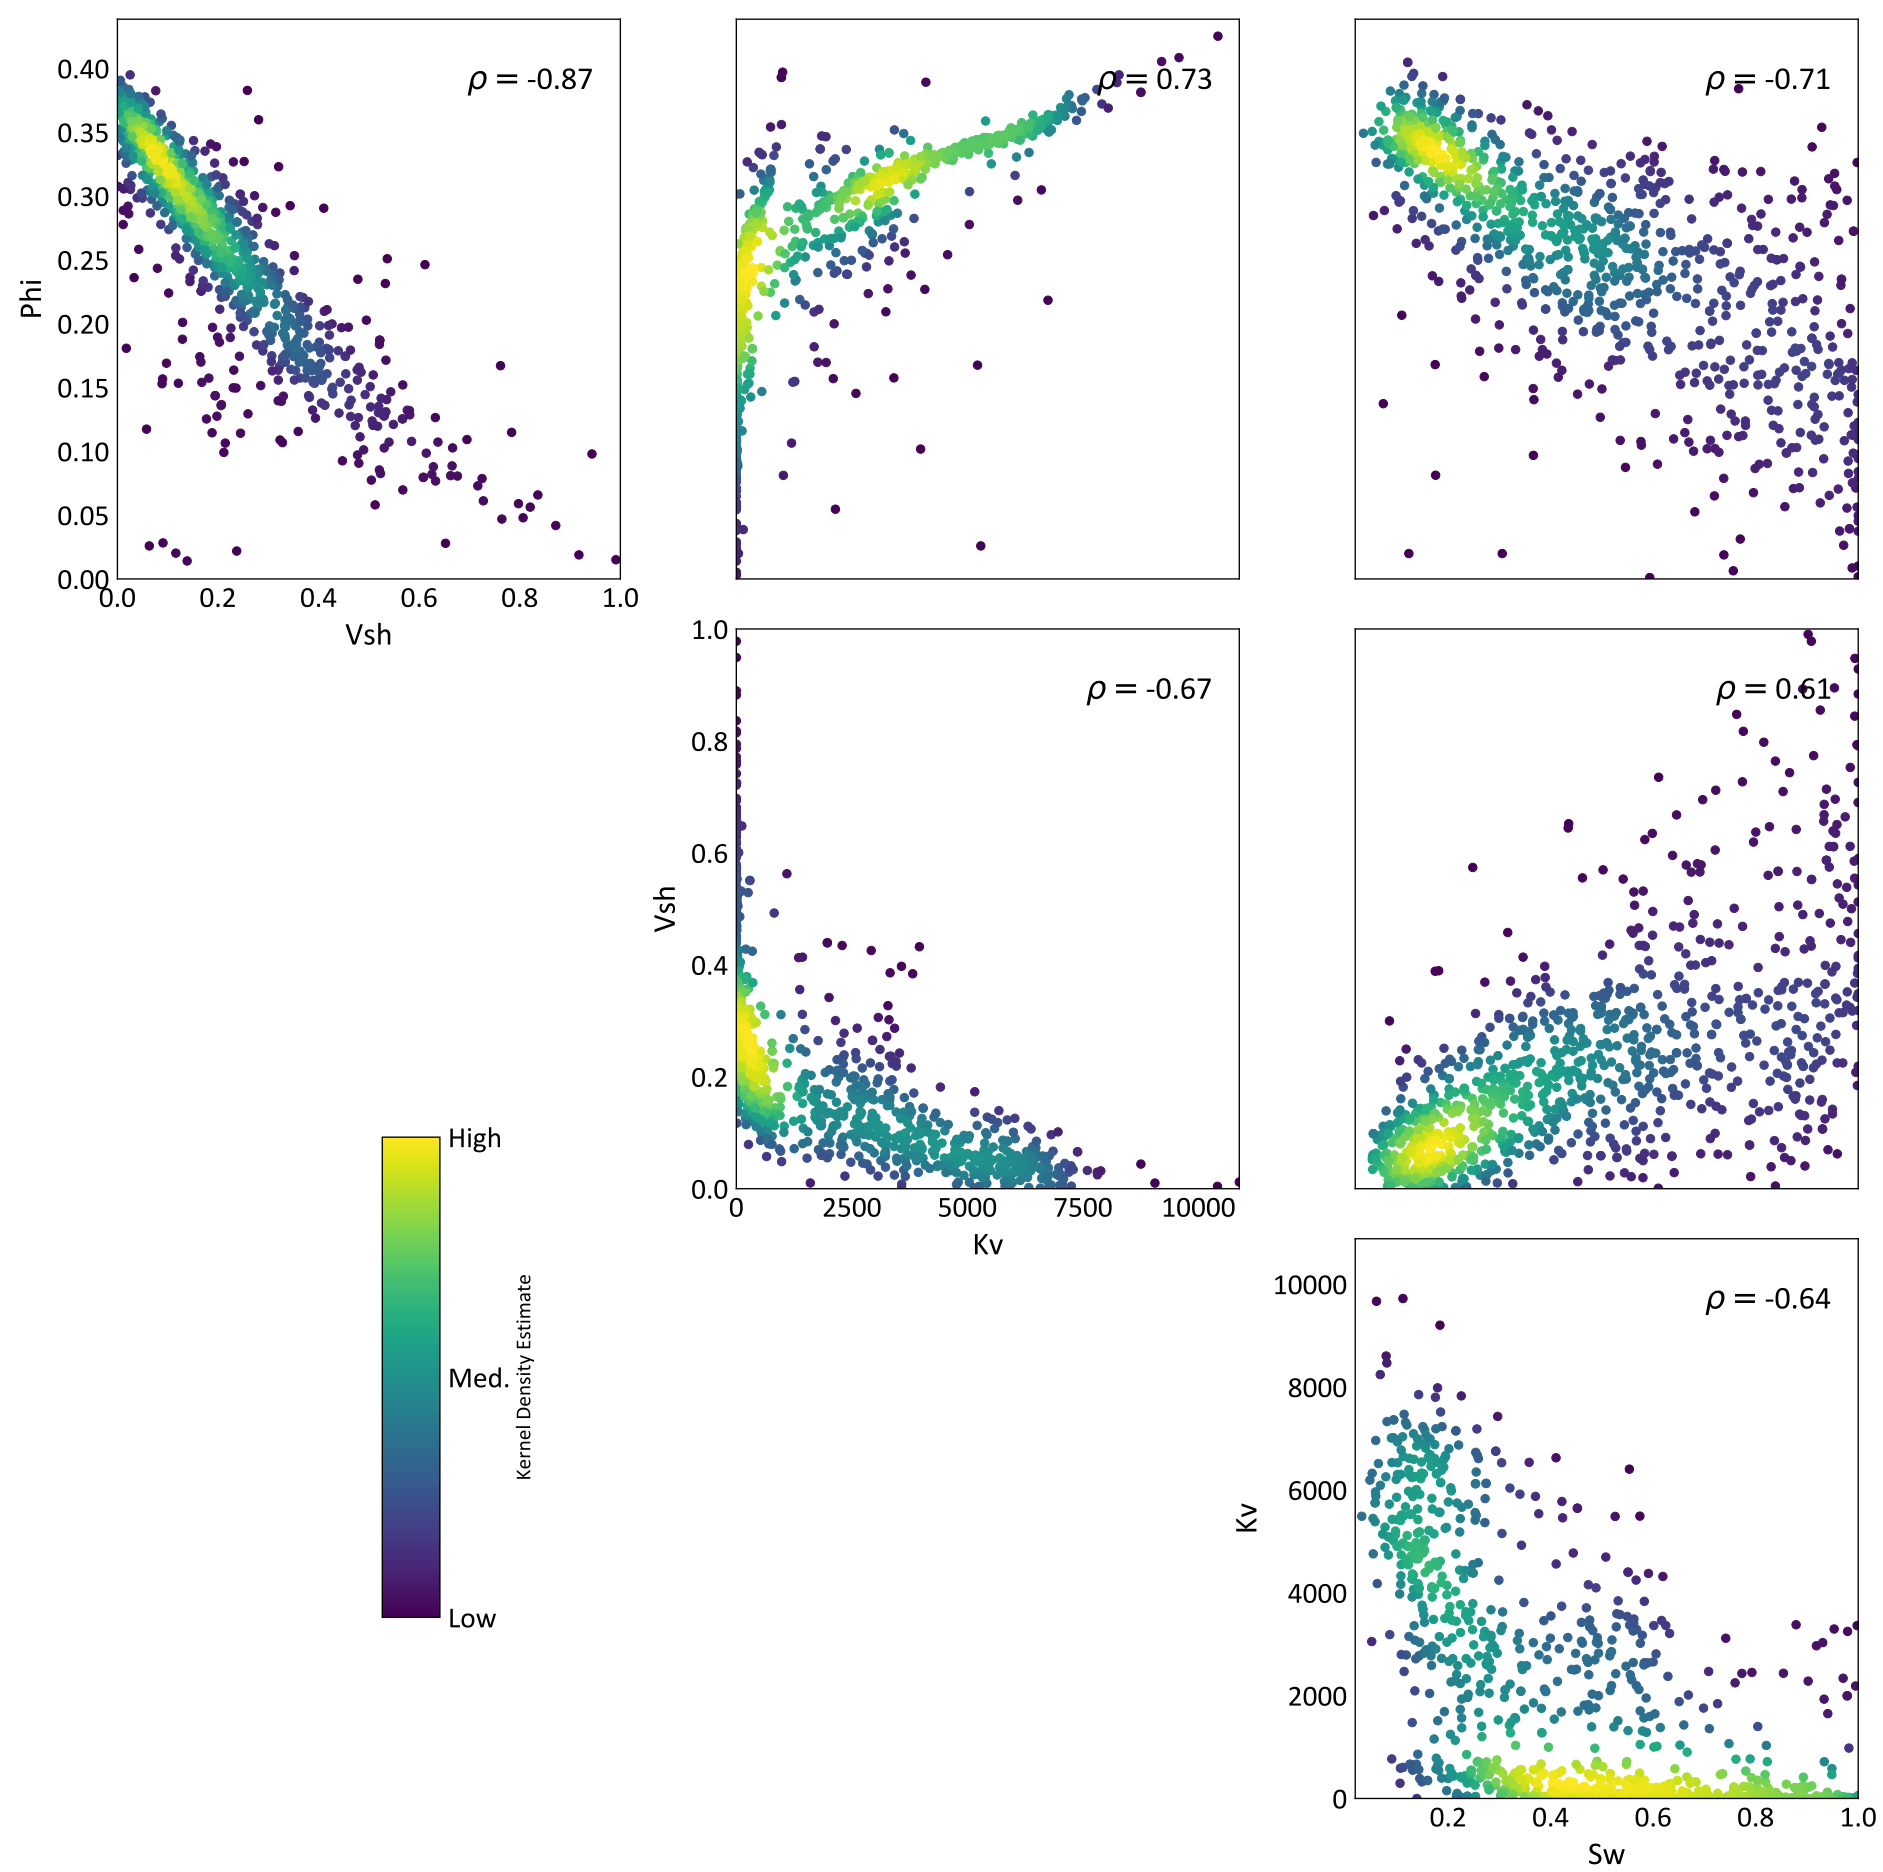 ρ = -0.87
ρ = 0.73
ρ = -0.71
Phi
0.40
0.35
0.30
0.25
0.20
0.15
0.10
0.05
0.00
0.0 0.2 0.4 0.6 0.8 1.0
Vsh
ρ = -0.67
ρ = 0.61
Vsh
1.0
0.8
0.6
0.4
0.2
0.0
0 2500 5000 7500 10000
Kv
High
Med.
Low
Kernel Density Estimate
ρ = -0.64
Kv
10000
8000
6000
4000
2000
0
0.2 0.4 0.6 0.8 1.0
Sw